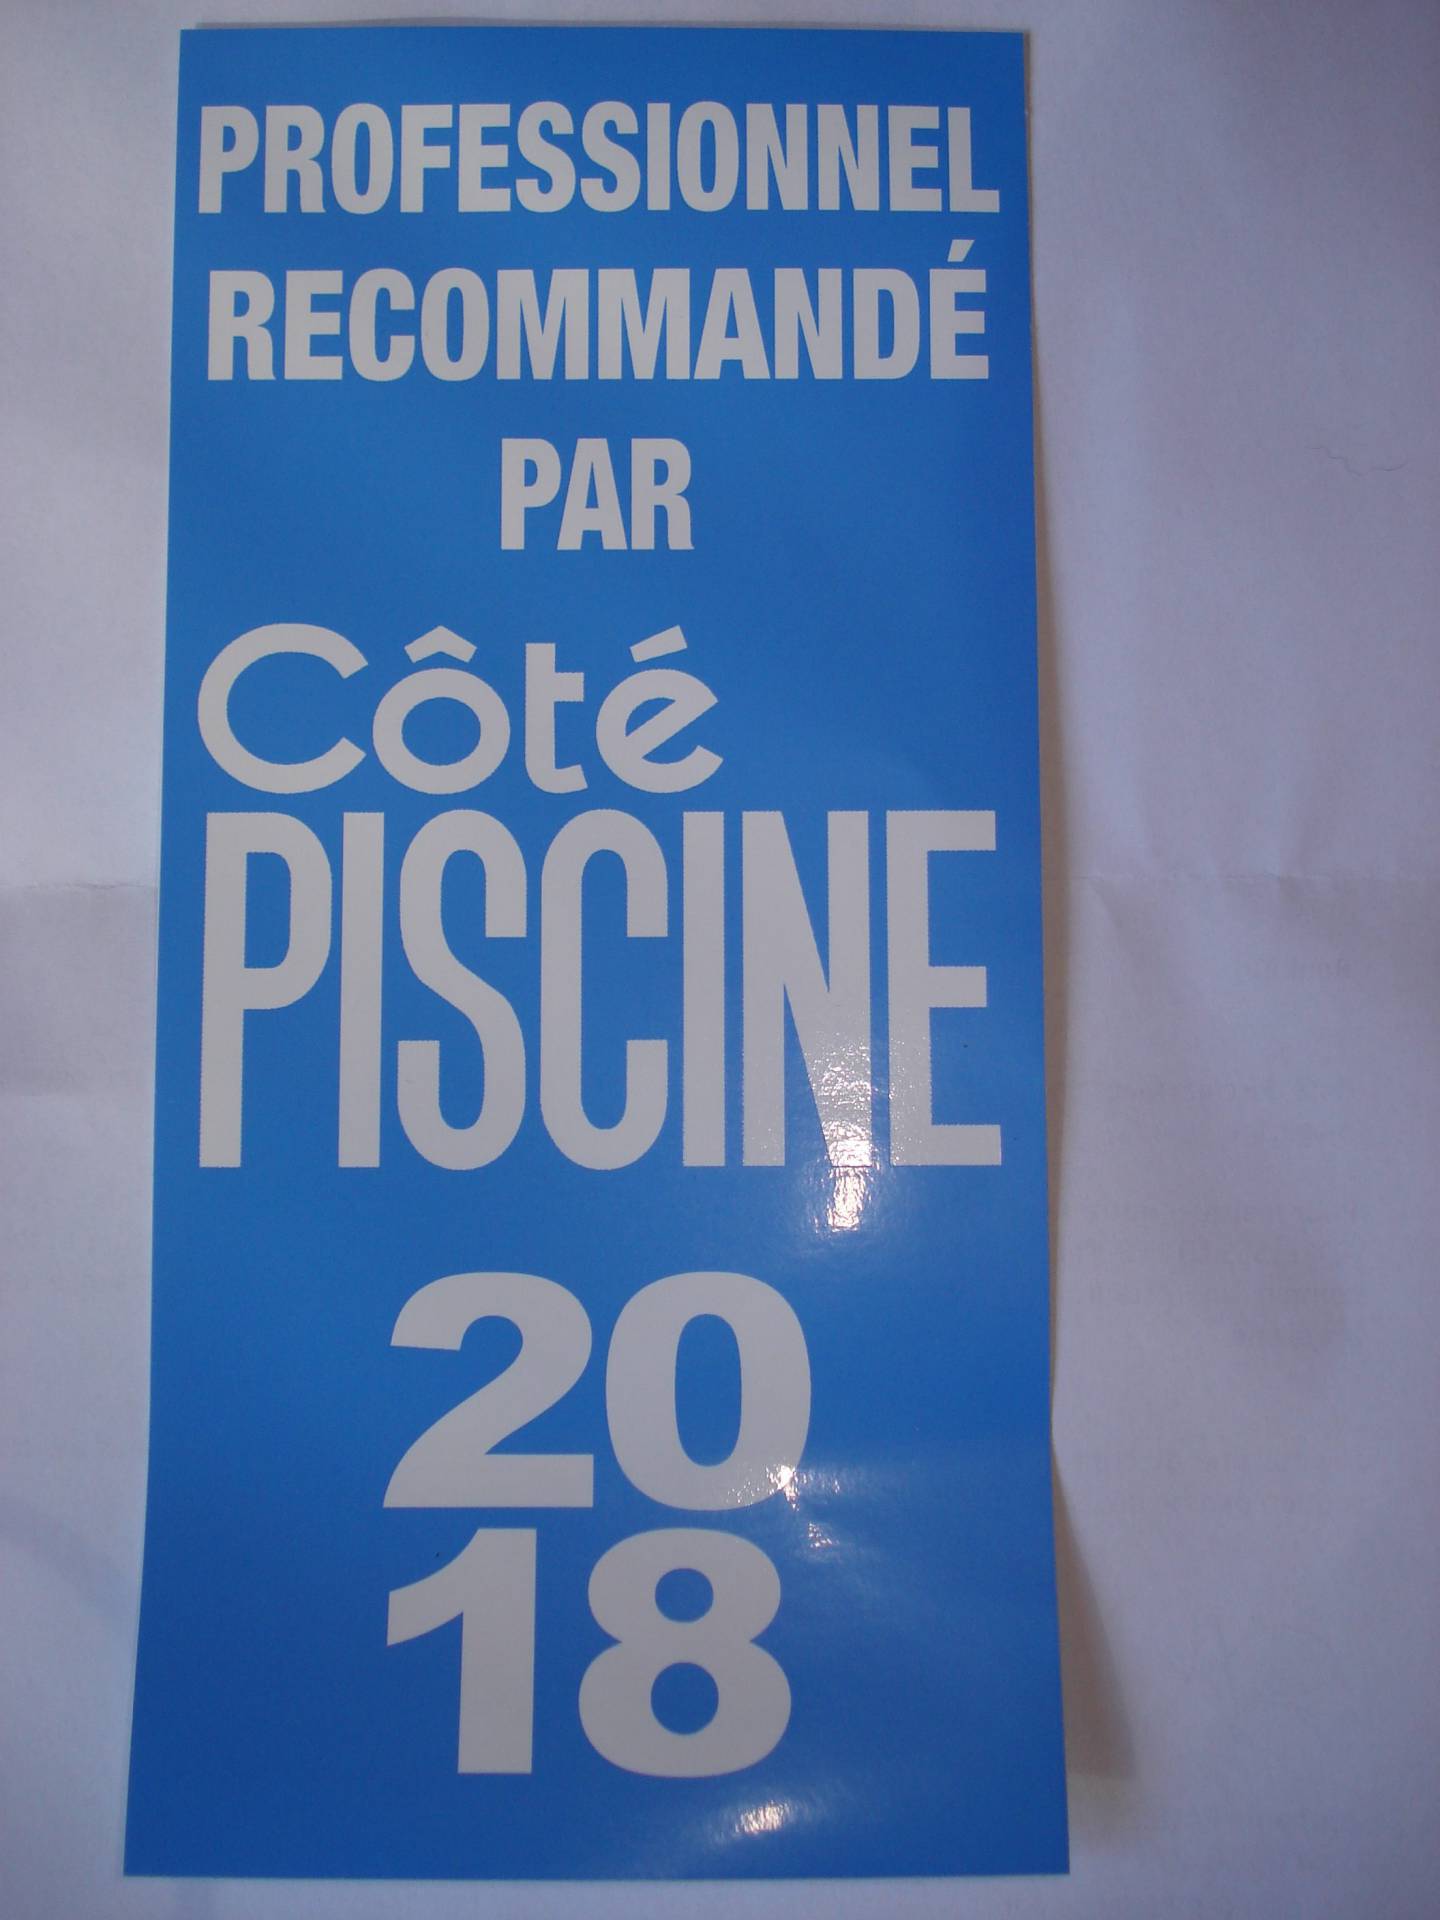 PROFESSIONNEL
RECOMMANDÉ
PAR
Côté
PISCINE
20
18